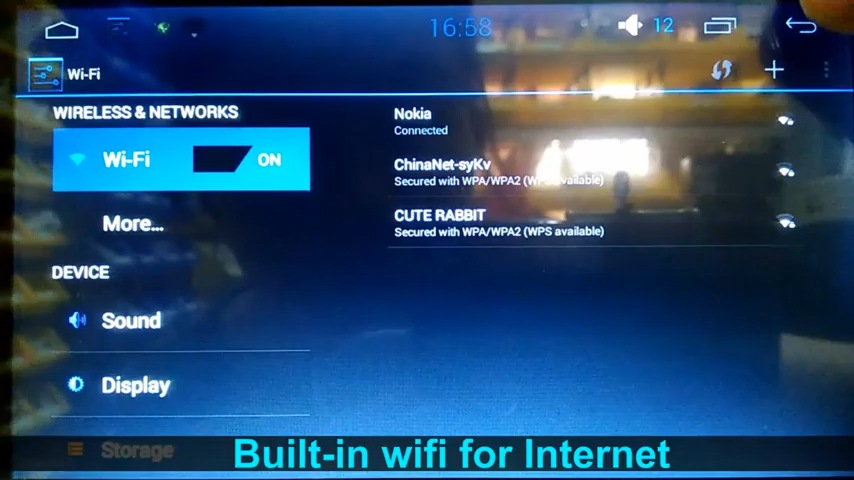 16:58
12
Wi-Fi
WIRELESS & NETWORKS
Wi-Fi ON
More...
DEVICE
Sound
Display
Storage
Nokia
Connected
ChinaNet-syKv
Secured with WPA/WPA2 (WPS available)
CUTE RABBIT
Secured with WPA/WPA2 (WPS available)
Built-in wifi for Internet